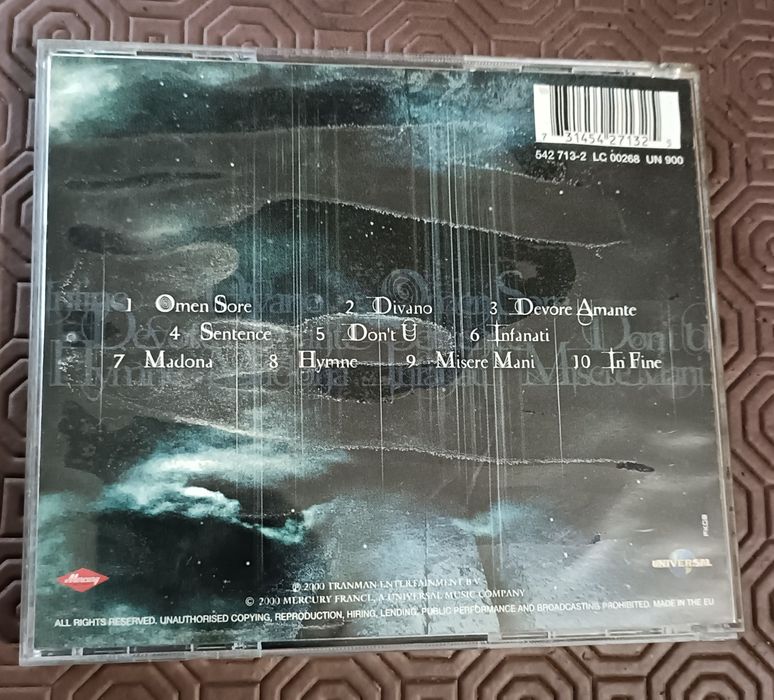 7 31454 27132 9
542 713-2 LC 00268 UN 900
1 Omen Sore 2 Divano 3 Devore Amante
4 Sentence 5 Don't U 6 Infanati
7 Madona 8 Hymne 9 Misere Mani 10 In Fine
Mercury
UNIVERSAL
℗ 2000 TRANMAN ENTERTAINMENT BV
© 2000 MERCURY FRANCE, A UNIVERSAL MUSIC COMPANY
ALL RIGHTS RESERVED. UNAUTHORISED COPYING, REPRODUCTION, HIRING, LENDING, PUBLIC PERFORMANCE AND BROADCASTING PROHIBITED. MADE IN THE EU